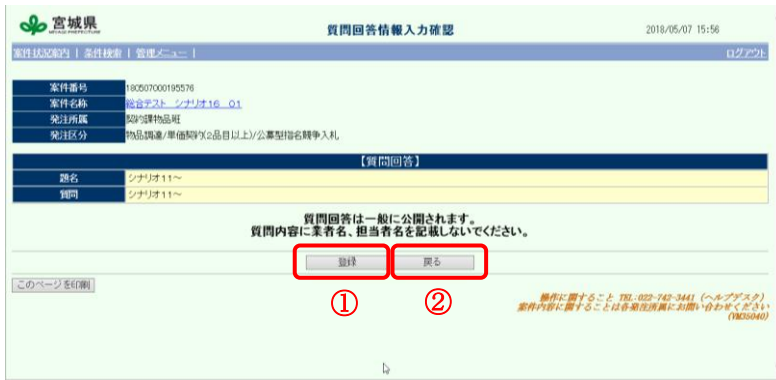 宮城県
MIYAGI PREFECTURE
質問回答情報入力確認
2018/05/07 15:56
案件状況案内 | 条件検索 | 管理メニュー |
ログアウト
案件番号 180507000195576
案件名称 総合テスト シナリオ16 01
発注所属 契約課物品班
発注区分 物品調達/単価契約(2品目以上)/公募型指名競争入札
【質問回答】
題名 シナリオ11～
質問 シナリオ11～
質問回答は一般に公開されます。
質問内容に業者名、担当者名を記載しないでください。
登録 戻る
① ②
このページを印刷
操作に関すること TEL:022-742-3441 (ヘルプデスク)
案件内容に関することは各発注所属にお問い合わせください
(VM35040)